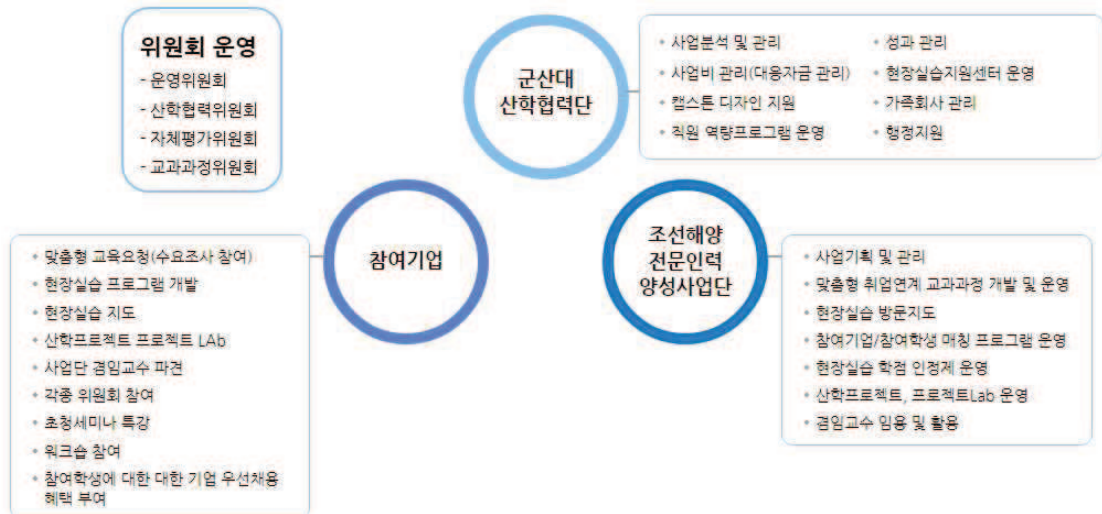 위원회 운영
- 운영위원회
- 산학협력위원회
- 자체평가위원회
- 교과과정위원회
군산대
산학협력단
• 사업분석 및 관리
• 사업비 관리(대응자금 관리)
• 캡스톤 디자인 지원
• 직원 역량프로그램 운영
• 성과 관리
• 현장실습지원센터 운영
• 가족회사 관리
• 행정지원
참여기업
• 맞춤형 교육요청(수요조사 참여)
• 현장실습 프로그램 개발
• 현장실습 지도
• 산학프로젝트 프로젝트 LAb
• 사업단 겸임교수 파견
• 각종 위원회 참여
• 초청세미나 특강
• 워크숍 참여
• 참여학생에 대한 대한 기업 우선채용
혜택 부여
조선해양
전문인력
양성사업단
• 사업기획 및 관리
• 맞춤형 취업연계 교과과정 개발 및 운영
• 현장실습 방문지도
• 참여기업/참여학생 매칭 프로그램 운영
• 현장실습 학점 인정제 운영
• 산학프로젝트, 프로젝트Lab 운영
• 겸임교수 임용 및 활용